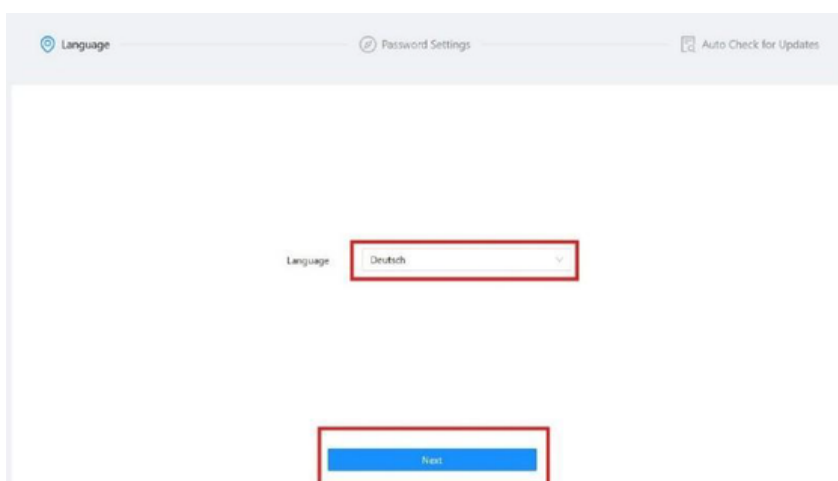 Language
Password Settings
Auto Check for Updates
Language
Deutsch
Next